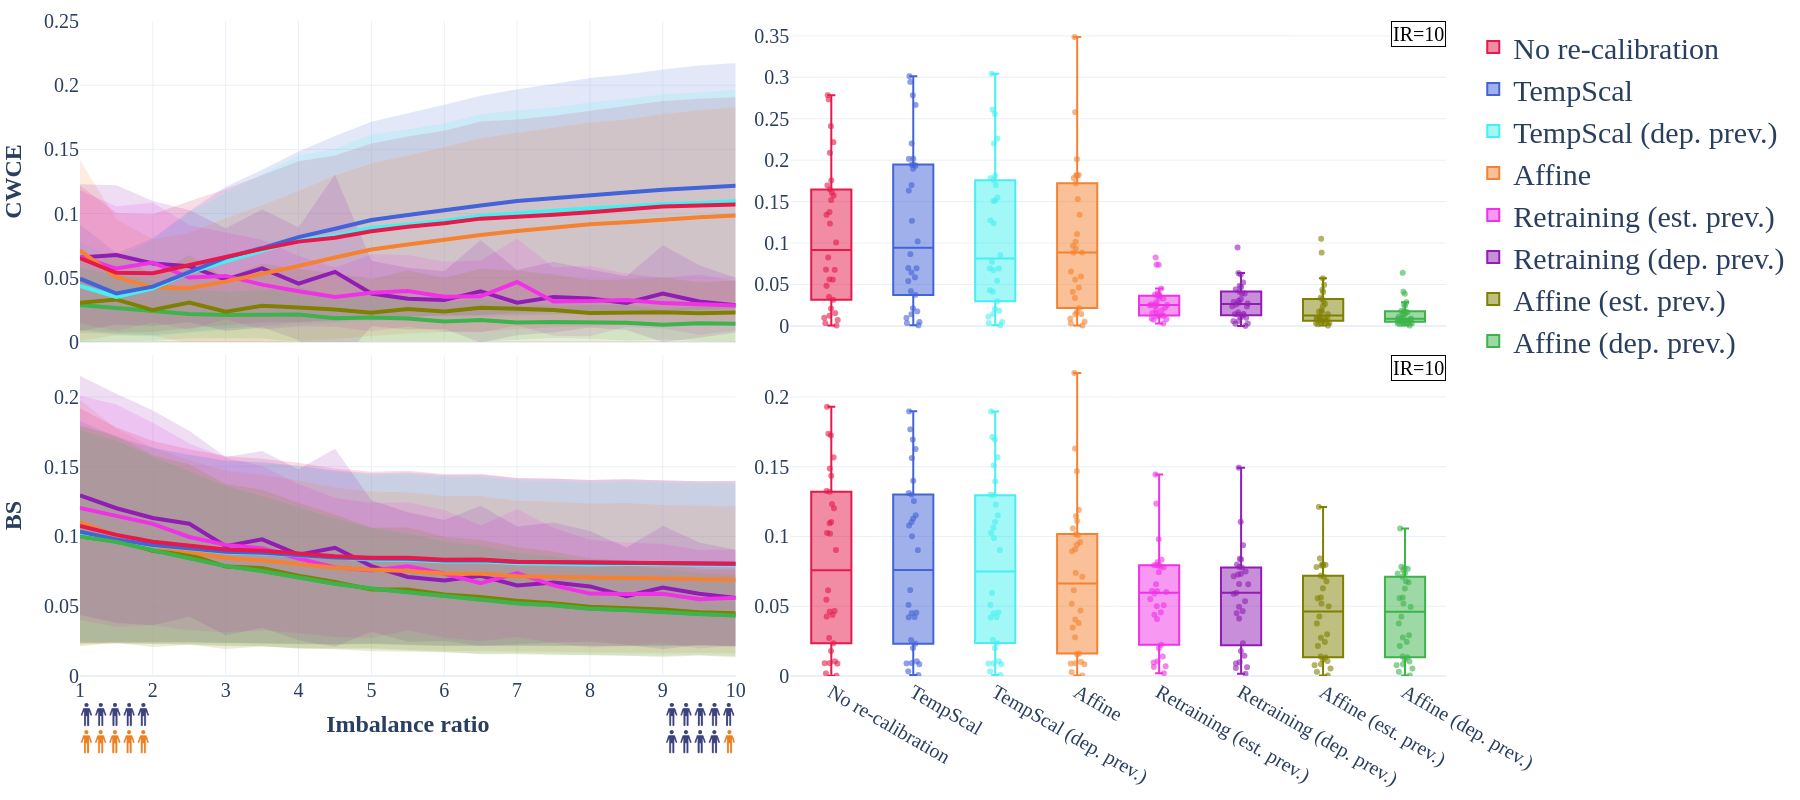 0.25
0.2
0.15
0.1
0.05
0
CWCE
0.35
0.3
0.25
0.2
0.15
0.1
0.05
0
IR=10
No re-calibration
TempScal
TempScal (dep. prev.)
Affine
Retraining (est. prev.)
Retraining (dep. prev.)
Affine (est. prev.)
Affine (dep. prev.)
0.2
0.15
0.1
0.05
0
BS
1
2
3
4
5
6
7
8
9
10
Imbalance ratio
0.2
0.15
0.1
0.05
0
IR=10
No re-calibration
TempScal
TempScal (dep. prev.)
Affine
Retraining (est. prev.)
Retraining (dep. prev.)
Affine (est. prev.)
Affine (dep. prev.)